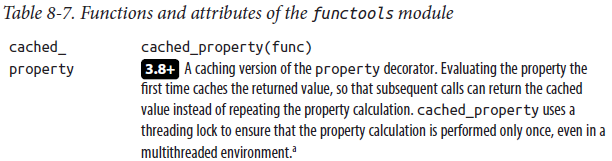 Table 8-7. Functions and attributes of the functools module
cached_ cached_property(func)
property 3.8+ A caching version of the property decorator. Evaluating the property the
first time caches the returned value, so that subsequent calls can return the cached
value instead of repeating the property calculation. cached_property uses a
threading lock to ensure that the property calculation is performed only once, even in a
multithreaded environment.a